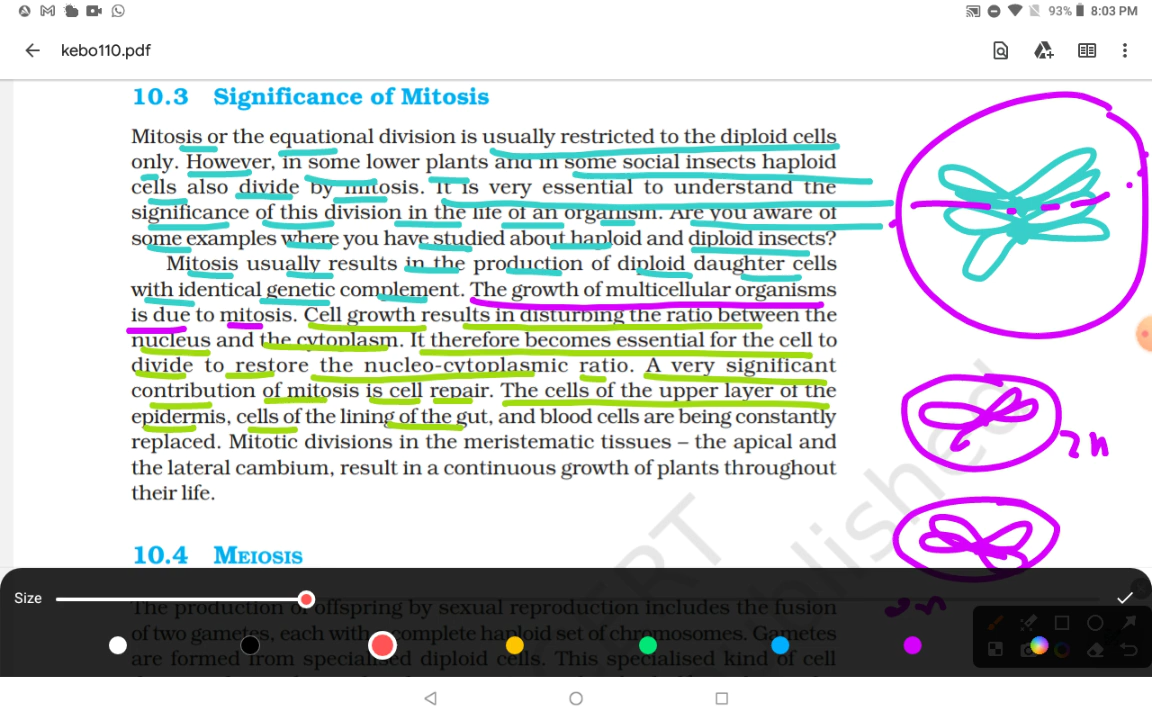 93% 8:03 PM
kebo110.pdf
10.3 Significance of Mitosis
Mitosis or the equational division is usually restricted to the diploid cells
only. However, in some lower plants and in some social insects haploid
cells also divide by mitosis. It is very essential to understand the
significance of this division in the life of an organism. Are you aware of
some examples where you have studied about haploid and diploid insects?
Mitosis usually results in the production of diploid daughter cells
with identical genetic complement. The growth of multicellular organisms
is due to mitosis. Cell growth results in disturbing the ratio between the
nucleus and the cytoplasm. It therefore becomes essential for the cell to
divide to restore the nucleo-cytoplasmic ratio. A very significant
contribution of mitosis is cell repair. The cells of the upper layer of the
epidermis, cells of the lining of the gut, and blood cells are being constantly
replaced. Mitotic divisions in the meristematic tissues – the apical and
the lateral cambium, result in a continuous growth of plants throughout
their life.
2n
10.4 MEIOSIS
Size
The production of offspring by sexual reproduction includes the fusion
of two gametes, each with complete haploid set of chromosomes. Gametes
are formed from specialised diploid cells. This specialised kind of cell